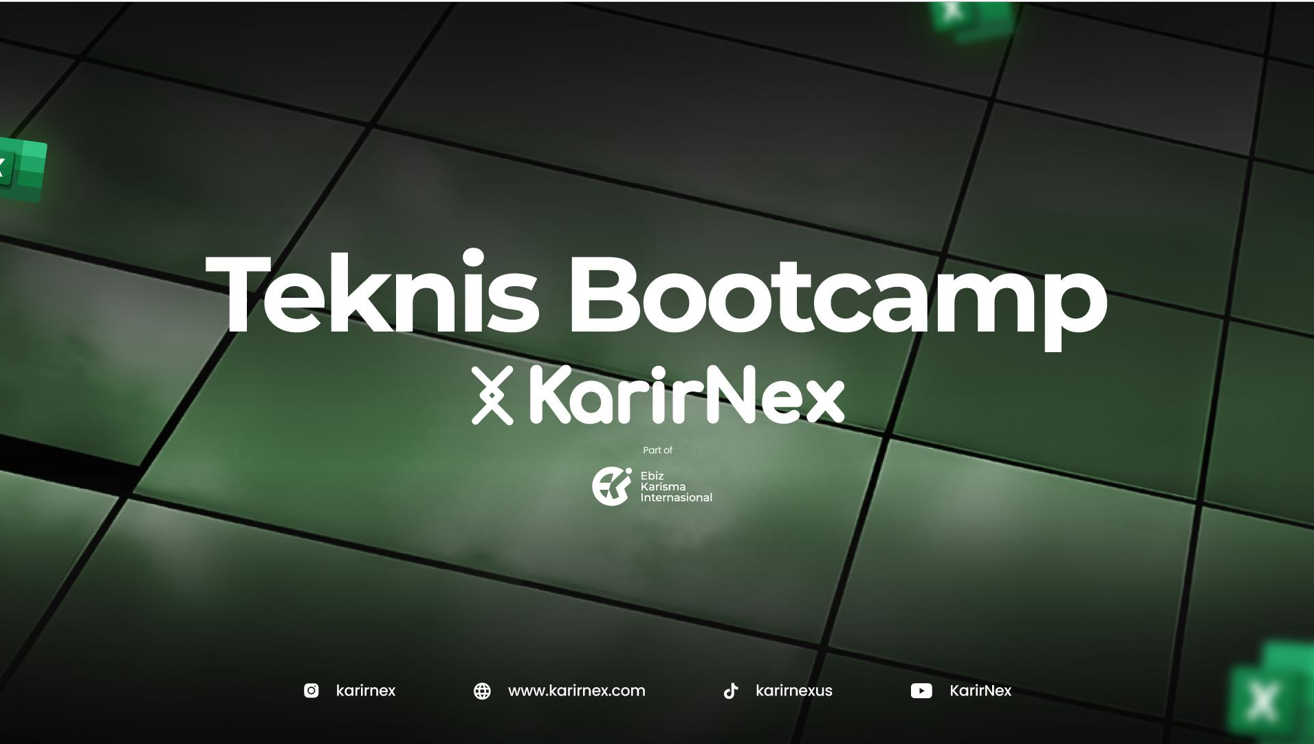 Teknis Bootcamp
KarirNex
Part of
Ebiz
Karisma
Internasional
karirnex
www.karirnex.com
karirnexus
KarirNex